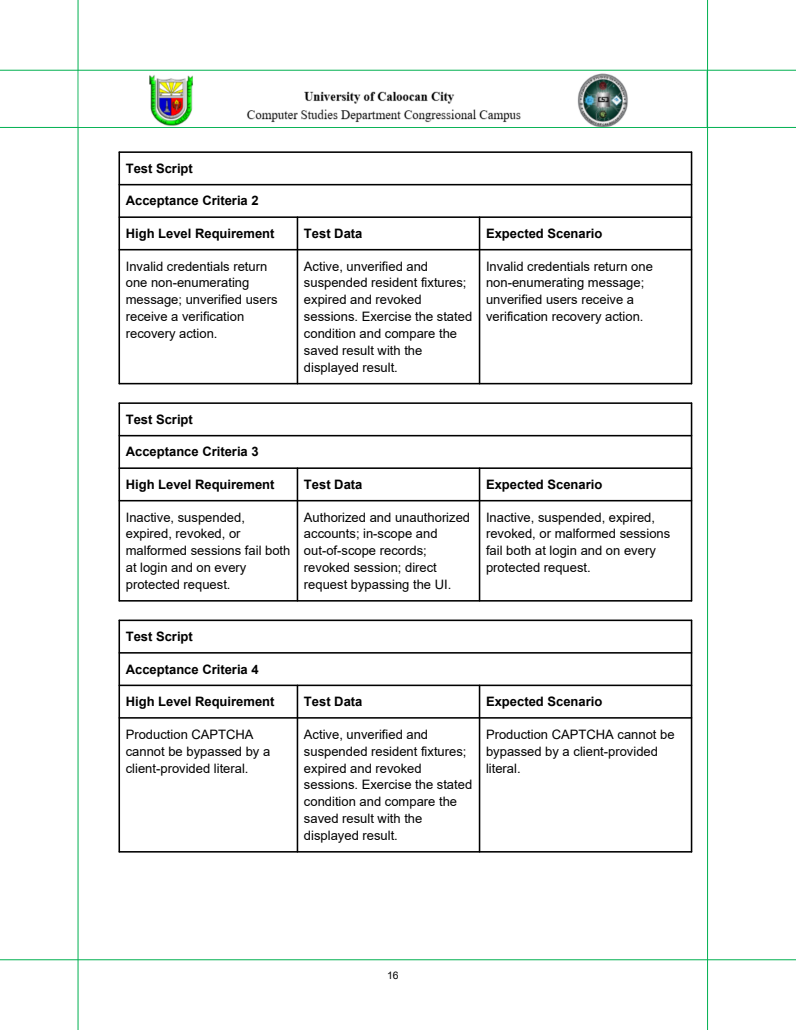 University of Caloocan City
Computer Studies Department Congressional Campus
Test Script
Acceptance Criteria 2
High Level Requirement
Test Data
Expected Scenario
Invalid credentials return
one non-enumerating
message; unverified users
receive a verification
recovery action.
Active, unverified and
suspended resident fixtures;
expired and revoked
sessions. Exercise the stated
condition and compare the
saved result with the
displayed result.
Invalid credentials return one
non-enumerating message;
unverified users receive a
verification recovery action.
Test Script
Acceptance Criteria 3
High Level Requirement
Test Data
Expected Scenario
Inactive, suspended,
expired, revoked, or
malformed sessions fail both
at login and on every
protected request.
Authorized and unauthorized
accounts; in-scope and
out-of-scope records;
revoked session; direct
request bypassing the UI.
Inactive, suspended, expired,
revoked, or malformed sessions
fail both at login and on every
protected request.
Test Script
Acceptance Criteria 4
High Level Requirement
Test Data
Expected Scenario
Production CAPTCHA
cannot be bypassed by a
client-provided literal.
Active, unverified and
suspended resident fixtures;
expired and revoked
sessions. Exercise the stated
condition and compare the
saved result with the
displayed result.
Production CAPTCHA cannot be
bypassed by a client-provided
literal.
16